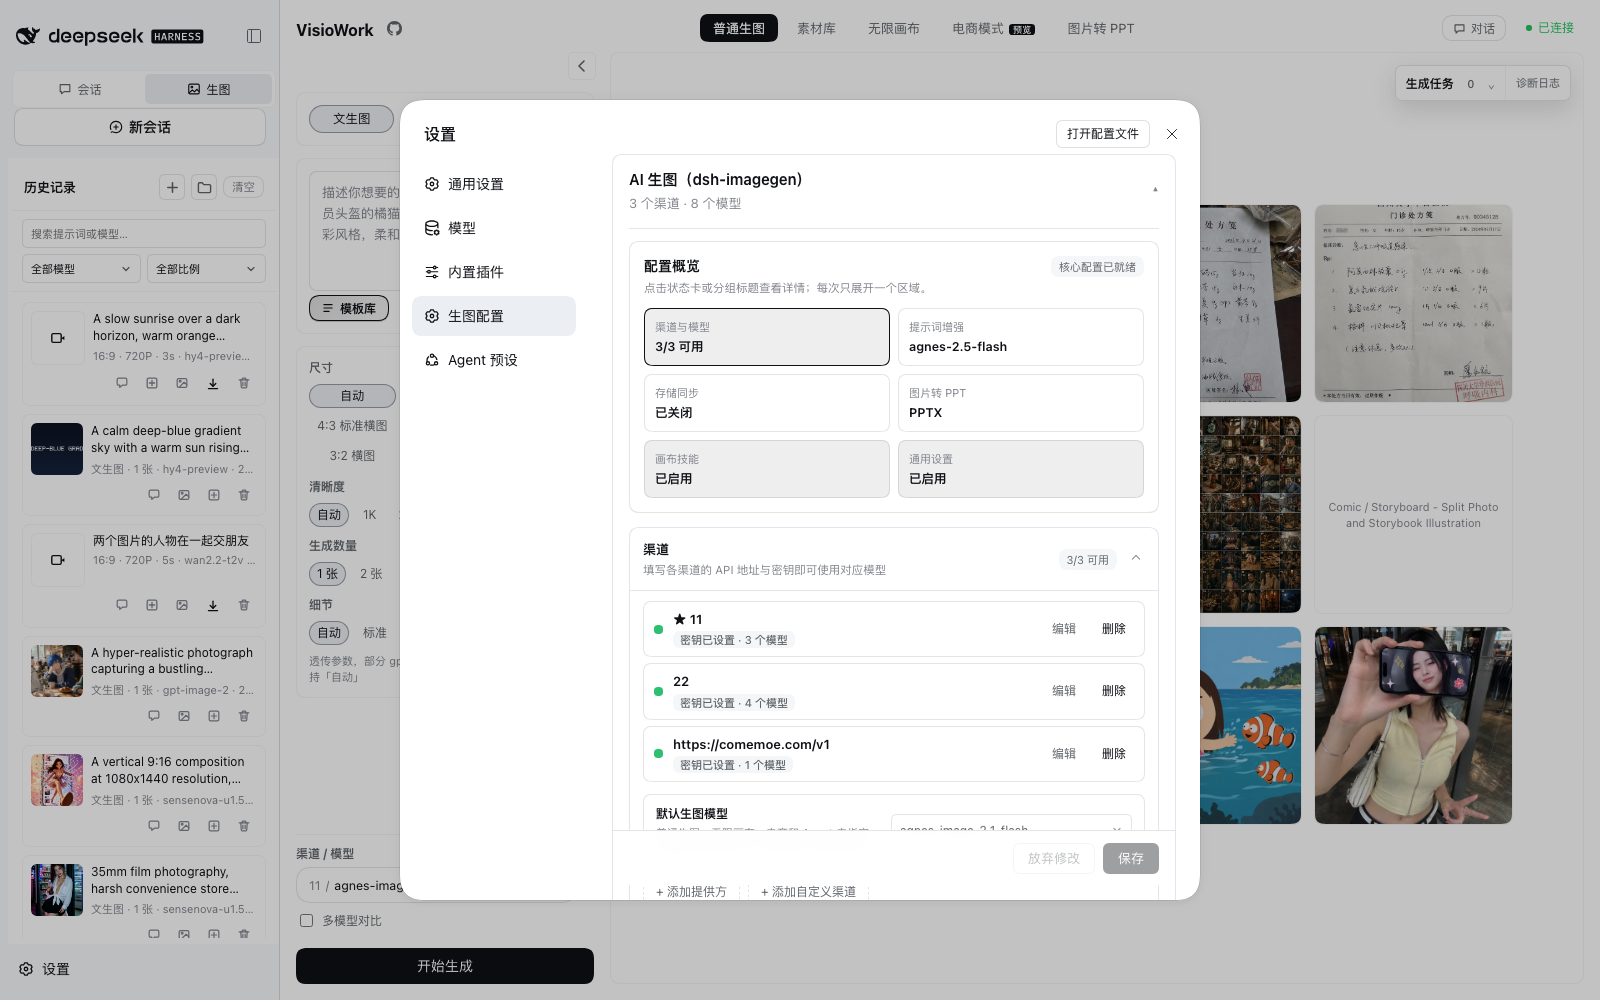 deepseek HARNESS
会话
生图
新会话
历史记录
清空
搜索提示词或模型...
全部模型
全部比例
A slow sunrise over a dark
horizon, warm orange...
16:9 · 720P · 3s · hy4-previe...
A calm deep-blue gradient
sky with a warm sun rising...
文生图 · 1 张 · hy4-preview · 2...
两个图片的人物在一起交朋友
16:9 · 720P · 5s · wan2.2-t2v ...
A hyper-realistic photograph
capturing a bustling...
文生图 · 1 张 · gpt-image-2 · 2...
A vertical 9:16 composition
at 1080x1440 resolution,...
文生图 · 1 张 · sensenova-u1.5...
35mm film photography,
harsh convenience store...
文生图 · 1 张 · sensenova-u1.5...
设置
VisioWork
普通生图
素材库
无限画布
电商模式 预览
图片转 PPT
对话
已连接
生成任务 0
诊断日志
文生图
描述你想要的
员头盔的橘猫
彩风格，柔和
模板库
尺寸
自动
4:3 标准横图
3:2 横图
清晰度
自动 1K
生成数量
1 张 2 张
细节
自动 标准
透传参数，部分 gp
持「自动」
渠道 / 模型
11 / agnes-imag
多模型对比
开始生成
设置
打开配置文件
通用设置
模型
内置插件
生图配置
Agent 预设
AI 生图（dsh-imagegen）
3 个渠道 · 8 个模型
配置概览
核心配置已就绪
点击状态卡或分组标题查看详情；每次只展开一个区域。
渠道与模型
3/3 可用
提示词增强
agnes-2.5-flash
存储同步
已关闭
图片转 PPT
PPTX
画布技能
已启用
通用设置
已启用
渠道
填写各渠道的 API 地址与密钥即可使用对应模型
3/3 可用
★ 11
密钥已设置 · 3 个模型
编辑 删除
22
密钥已设置 · 4 个模型
编辑 删除
https://comemoe.com/v1
密钥已设置 · 1 个模型
编辑 删除
默认生图模型
放弃修改
保存
+ 添加提供方
+ 添加自定义渠道
门诊处方笺
Comic / Storyboard - Split Photo
and Storybook Illustration